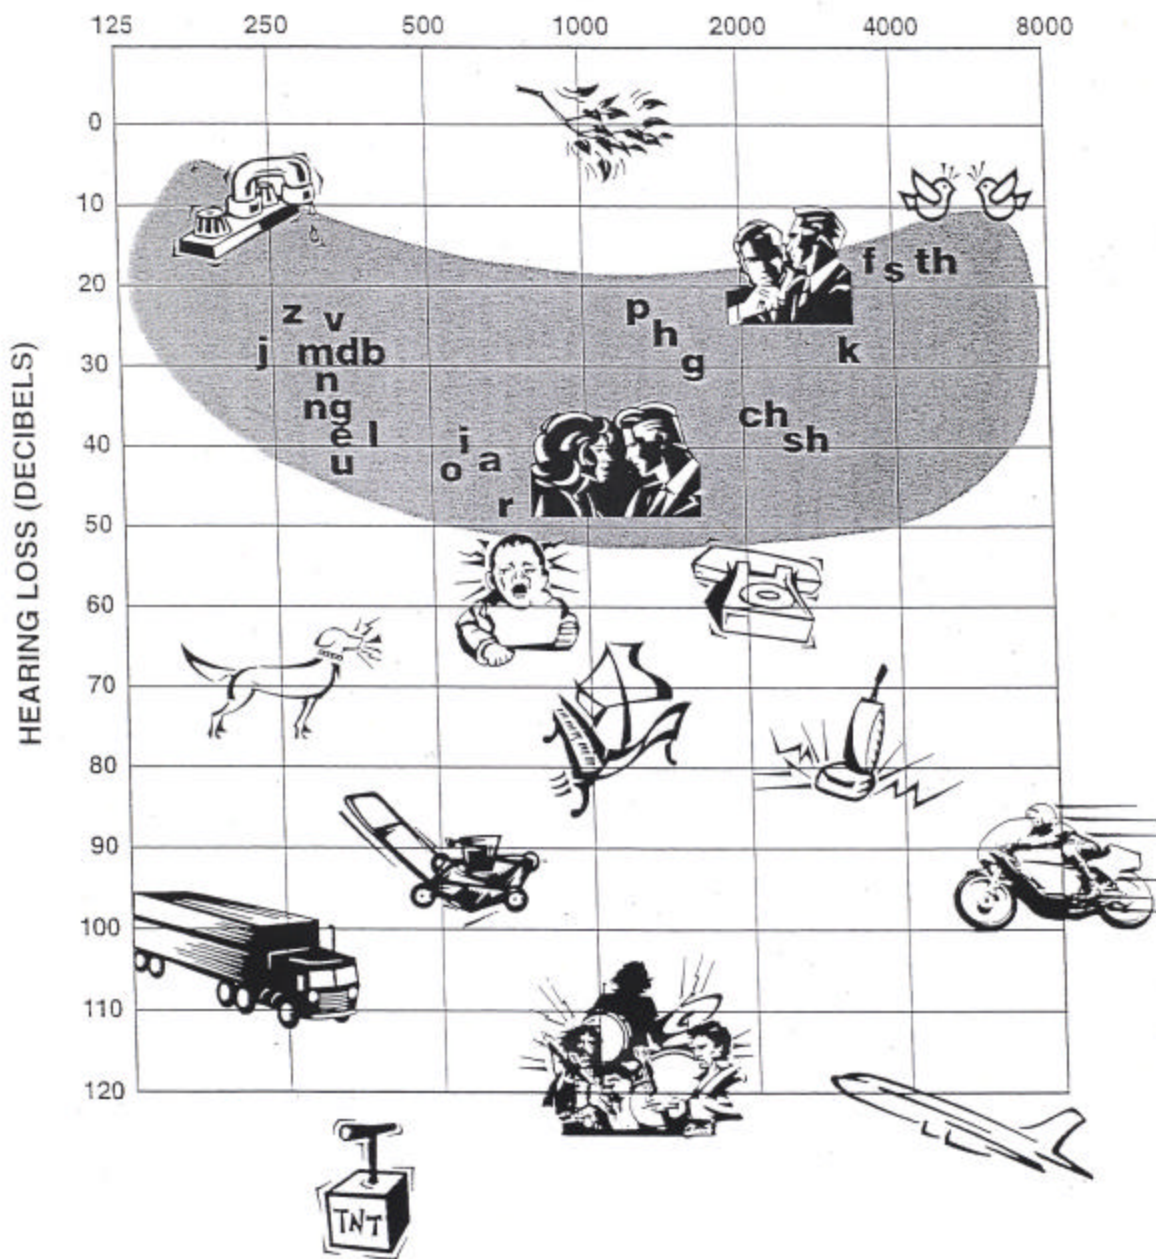 125 250 500 1000 2000 4000 8000
0
10
f s th
20
p
z v
h
j mdb
g k
30
n
ng
ch
40
e l i sh
u o a
r
50
60
70
80
90
100
110
120
HEARING LOSS (DECIBELS)
TNT